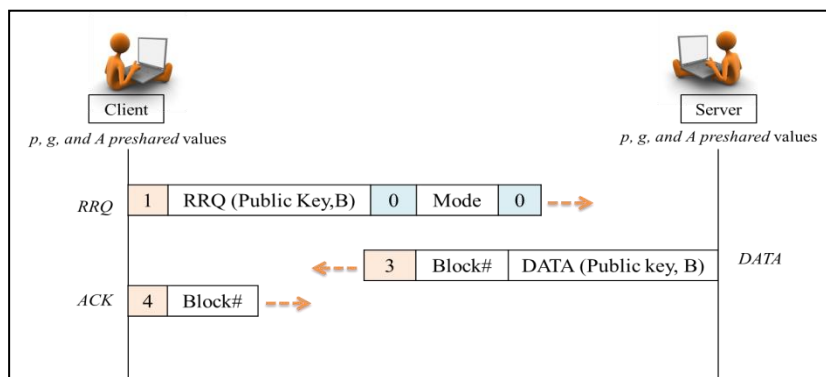 Client
Server
p, g, and A preshared values
p, g, and A preshared values
RRQ
1 RRQ (Public Key,B) 0 Mode 0
3 Block# DATA (Public key, B)
DATA
ACK
4 Block#